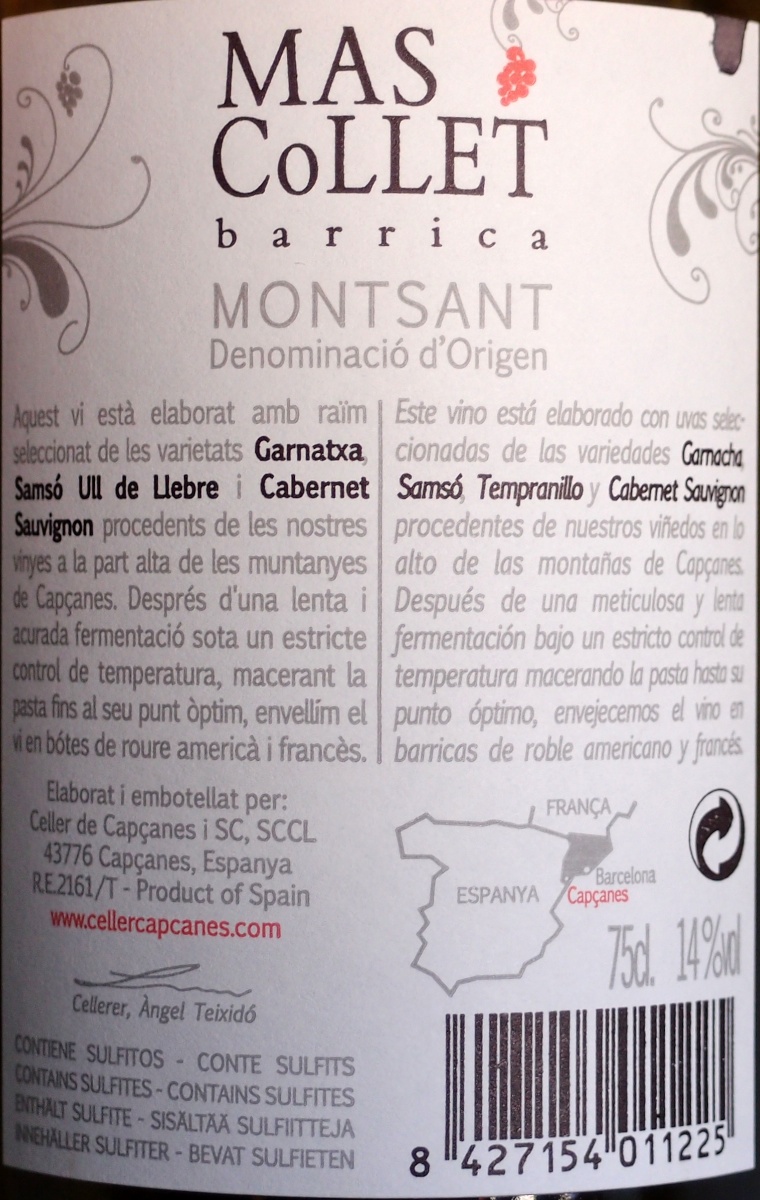 MAS
CoLLET
barrica
MONTSANT
Denominació d'Origen
Aquest vi està elaborat amb raïm
seleccionat de les varietats Garnatxa,
Samsó Ull de Llebre i Cabernet
Sauvignon procedents de les nostres
vinyes a la part alta de les muntanyes
de Capçanes. Després d'una lenta i
acurada fermentació sota un estricte
control de temperatura, macerant la
pasta fins al seu punt òptim, envellim el
vi en bótes de roure americà i francès.
Este vino está elaborado con uvas selec-
cionadas de las variedades Garnacha,
Samsó, Tempranillo y Cabernet Sauvignon
procedentes de nuestros viñedos en lo
alto de las montañas de Capçanes.
Después de una meticulosa y lenta
fermentación bajo un estricto control de
temperatura macerando la pasta hasta su
punto óptimo, envejecemos el vino en
barricas de roble americano y francés.
Elaborat i embotellat per:
Celler de Capçanes i SC, SCCL
43776 Capçanes, Espanya
R.E.2161/T - Product of Spain
www.cellercapcanes.com
Cellerer, Àngel Teixidó
FRANÇA
Barcelona
ESPANYA
Capçanes
75cl. 14%vol
CONTIENE SULFITOS - CONTE SULFITS
CONTAINS SULFITES - CONTAINS SULFITES
ENTHÄLT SULFITE - SISÄLTÄÄ SULFIITTEJA
INNEHÅLLER SULFITER - BEVAT SULFIETEN
8 427154 011225